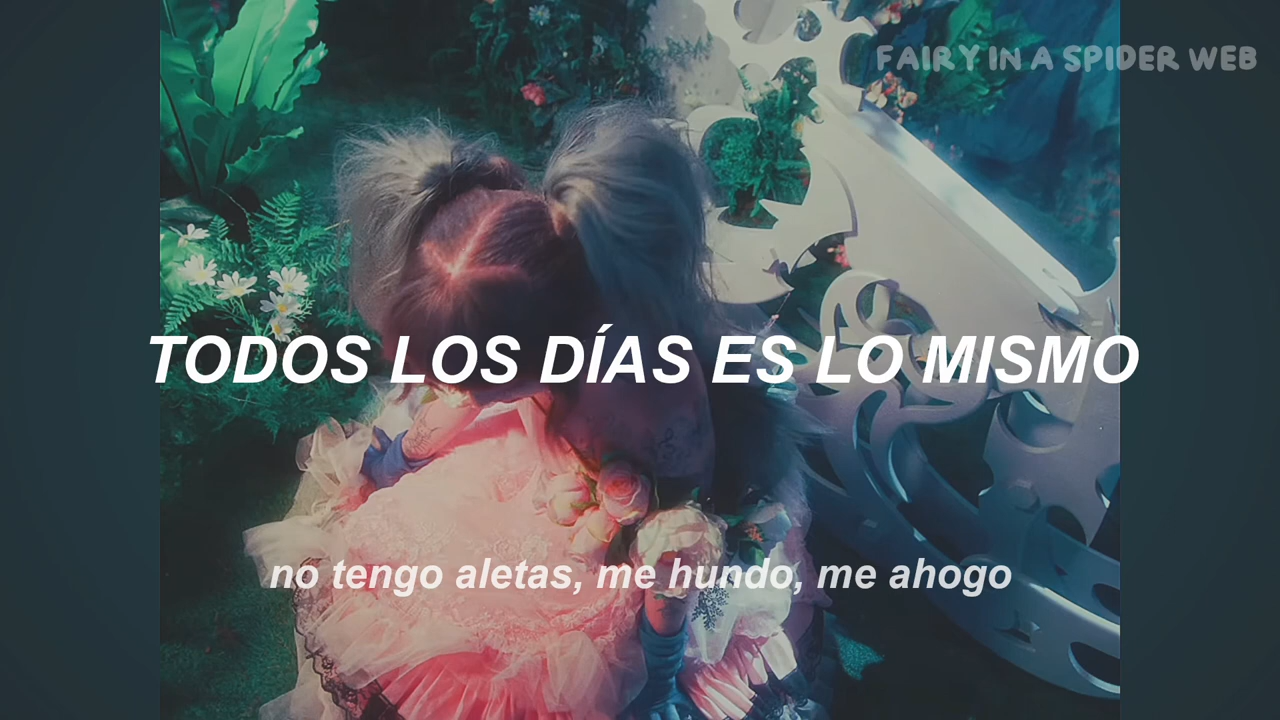 FAIRY IN A SPIDER WEB
TODOS LOS DÍAS ES LO MISMO
no tengo aletas, me hundo, me ahogo